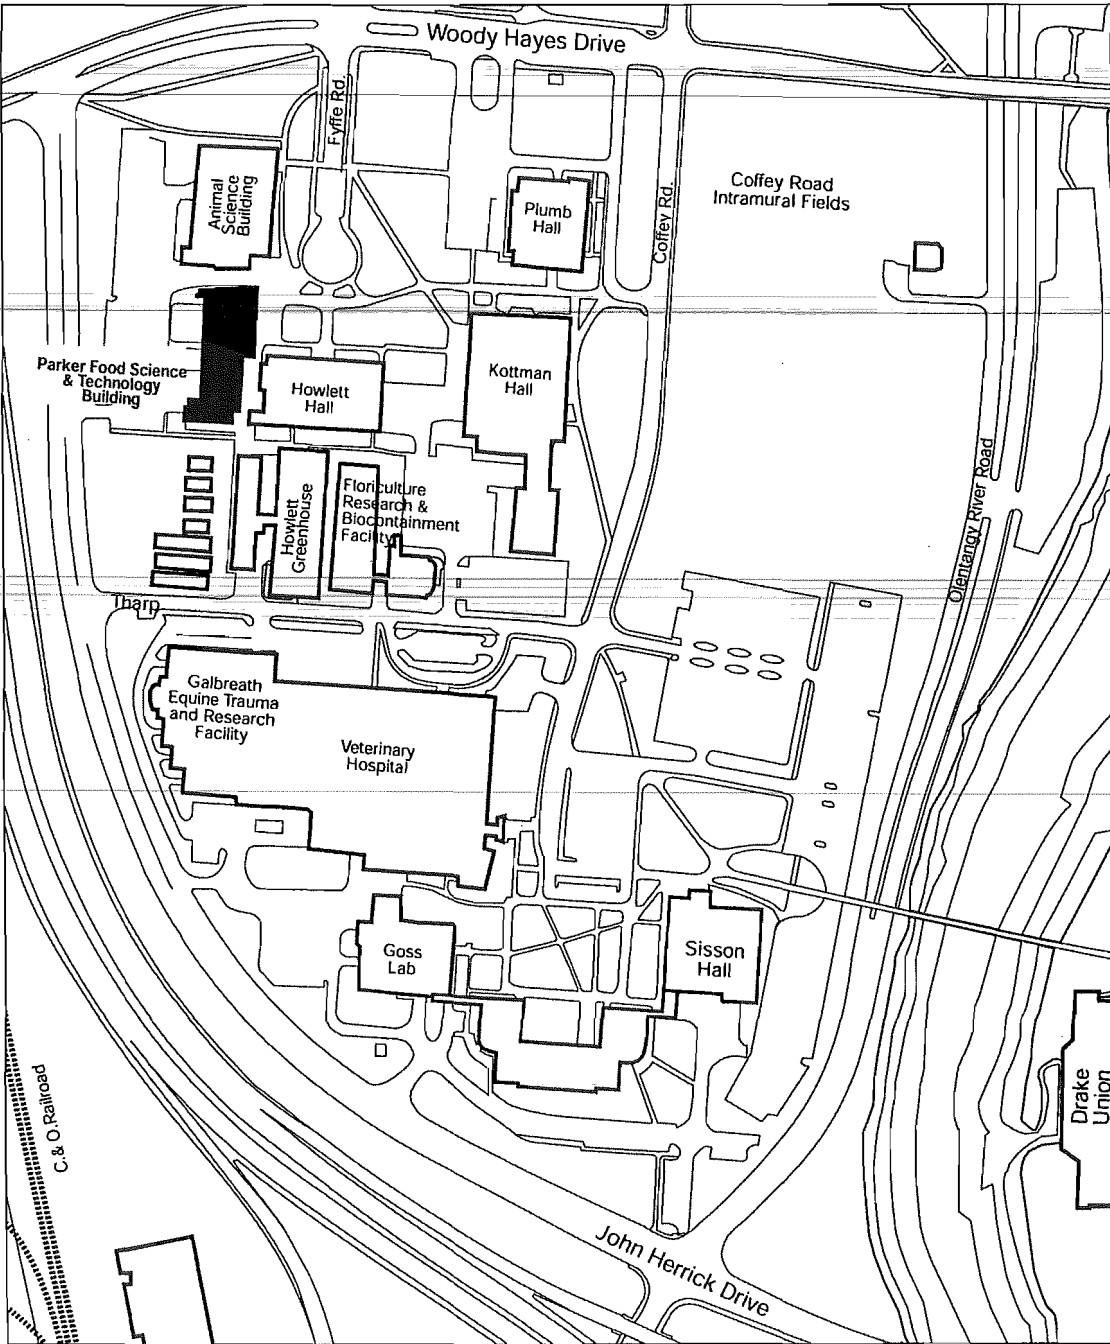 Woody Hayes Drive
Fyffe Rd.
Animal
Science
Building
Plumb
Hall
Coffey Rd.
Coffey Road
Intramural Fields
Parker Food Science
& Technology
Building
Howlett
Hall
Kottman
Hall
Howlett
Greenhouse
Floriculture
Research &
Biocontainment
Facility
Olentangy River Road
Tharp
Galbreath
Equine Trauma
and Research
Facility
Veterinary
Hospital
Goss
Lab
Sisson
Hall
Drake
Union
C.& O.Railroad
John Herrick Drive